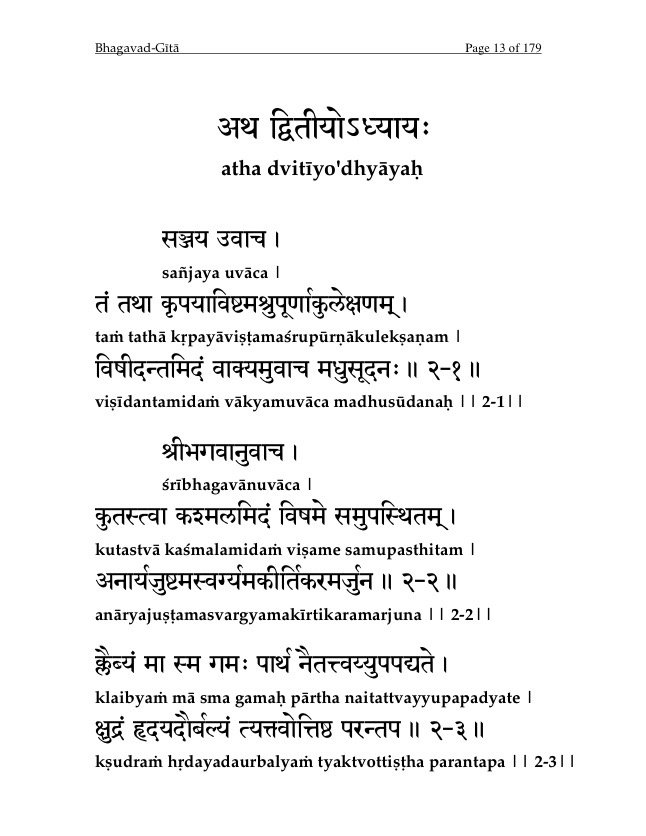 Bhagavad-Gītā Page 13 of 179
अथ द्वितीयोऽध्यायः
atha dvitīyo'dhyāyaḥ
सञ्जय उवाच ।
sañjaya uvāca |
तं तथा कृपयाविष्टमश्रुपूर्णाकुलेक्षणम् ।
taṁ tathā kṛpayāviṣṭamaśrupūrṇākulekṣaṇam |
विषीदन्तमिदं वाक्यमुवाच मधुसूदनः ॥ २-१ ॥
viṣīdantamidaṁ vākyamuvāca madhusūdanaḥ || 2-1||
श्रीभगवानुवाच ।
śrībhagavānuvāca |
कुतस्त्वा कश्मलमिदं विषमे समुपस्थितम् ।
kutastvā kaśmalamidaṁ viṣame samupasthitam |
अनार्यजुष्टमस्वर्ग्यमकीर्तिकरमर्जुन ॥ २-२ ॥
anāryajuṣṭamasvargyamakīrtikaramarjuna || 2-2||
क्लैब्यं मा स्म गमः पार्थ नैतत्त्वय्युपपद्यते ।
klaibyaṁ mā sma gamaḥ pārtha naitattvayyupapadyate |
क्षुद्रं हृदयदौर्बल्यं त्यक्त्वोत्तिष्ठ परन्तप ॥ २-३ ॥
kṣudraṁ hṛdayadaurbalyaṁ tyaktvottiṣṭha parantapa || 2-3||